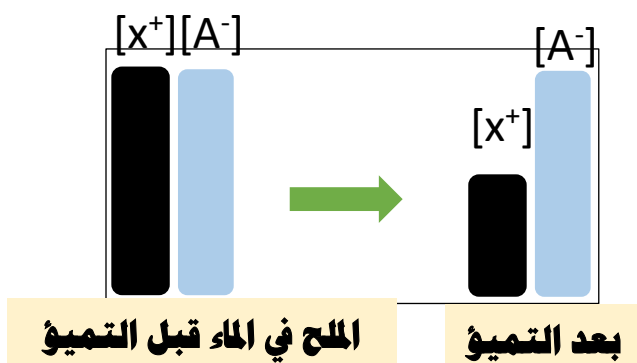 [x⁺][A⁻]
[A⁻]
[x⁺]
الملح في الماء قبل التميؤ
بعد التميؤ